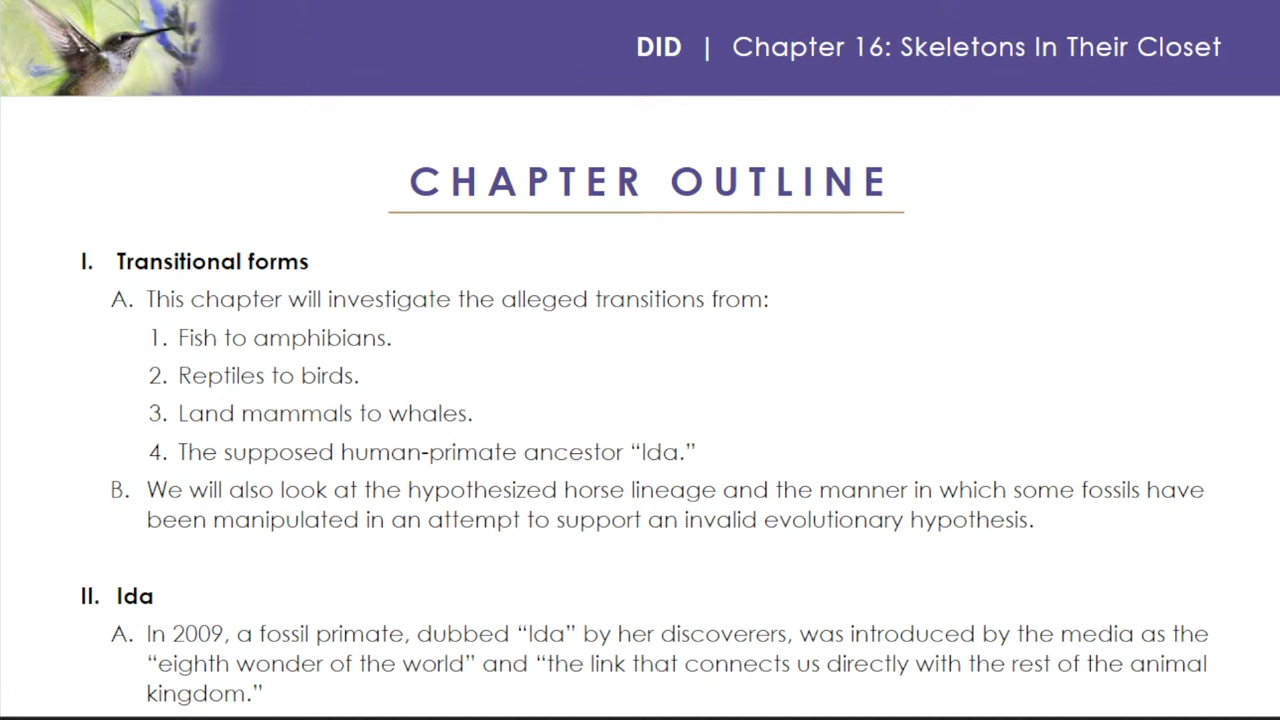 DID | Chapter 16: Skeletons In Their Closet
CHAPTER OUTLINE
I. Transitional forms
A. This chapter will investigate the alleged transitions from:
1. Fish to amphibians.
2. Reptiles to birds.
3. Land mammals to whales.
4. The supposed human-primate ancestor “Ida.”
B. We will also look at the hypothesized horse lineage and the manner in which some fossils have
been manipulated in an attempt to support an invalid evolutionary hypothesis.
II. Ida
A. In 2009, a fossil primate, dubbed “Ida” by her discoverers, was introduced by the media as the
“eighth wonder of the world” and “the link that connects us directly with the rest of the animal
kingdom.”